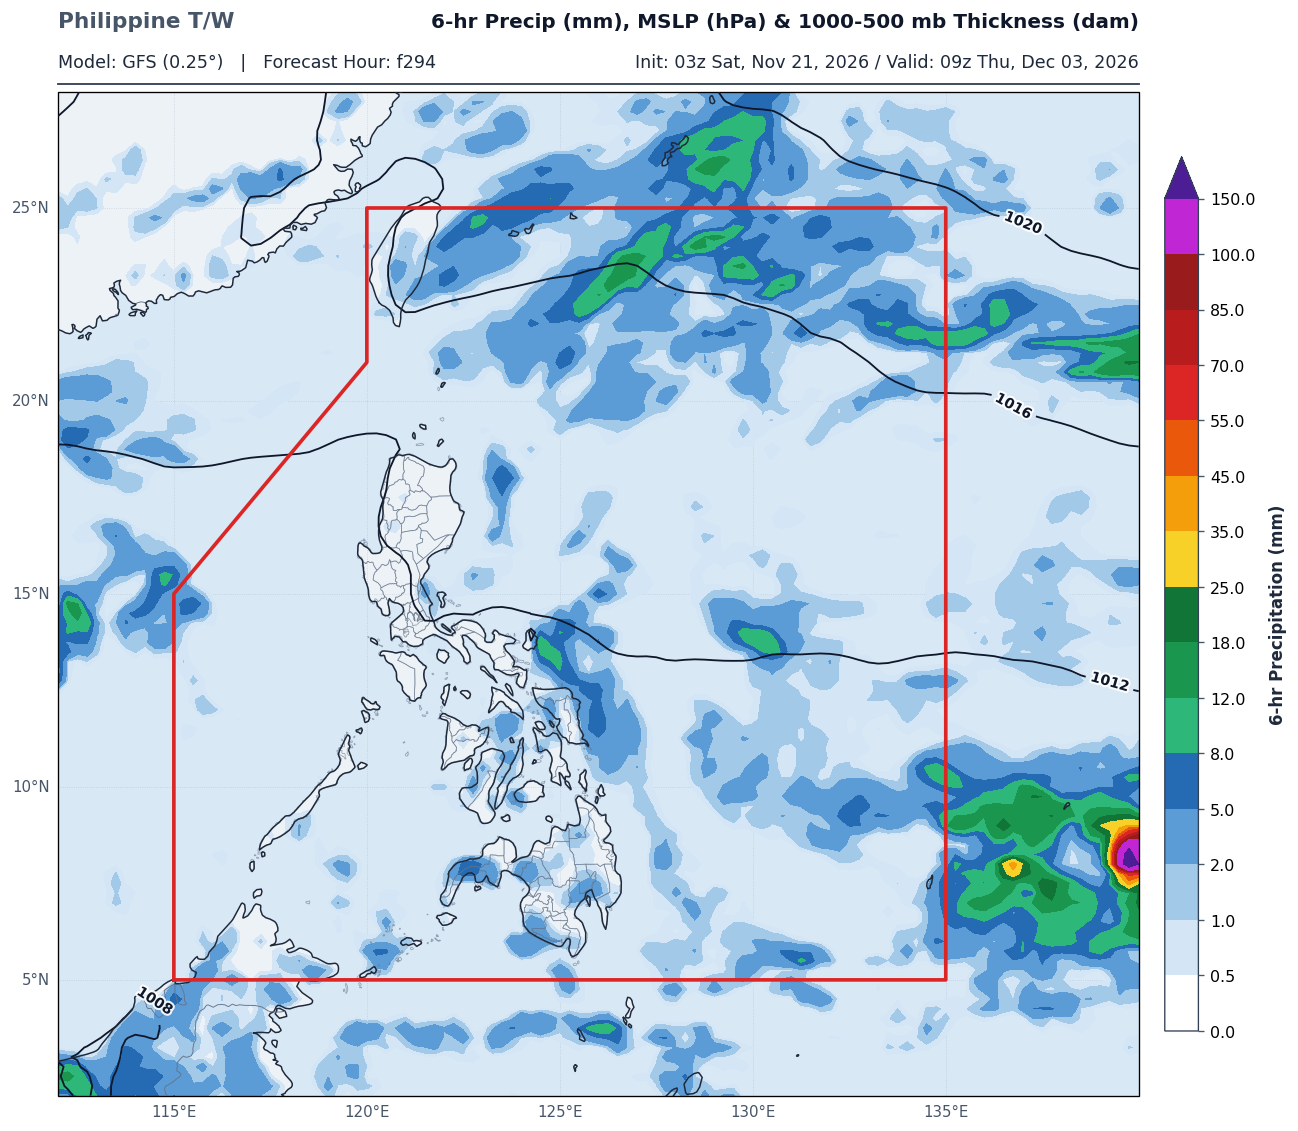 Philippine T/W
6-hr Precip (mm), MSLP (hPa) & 1000-500 mb Thickness (dam)
Model: GFS (0.25°) | Forecast Hour: f294
Init: 03z Sat, Nov 21, 2026 / Valid: 09z Thu, Dec 03, 2026
25°N
20°N
15°N
10°N
5°N
115°E
120°E
125°E
130°E
135°E
1020
1016
1012
1008
150.0
100.0
85.0
70.0
55.0
45.0
35.0
25.0
18.0
12.0
8.0
5.0
2.0
1.0
0.5
0.0
6-hr Precipitation (mm)